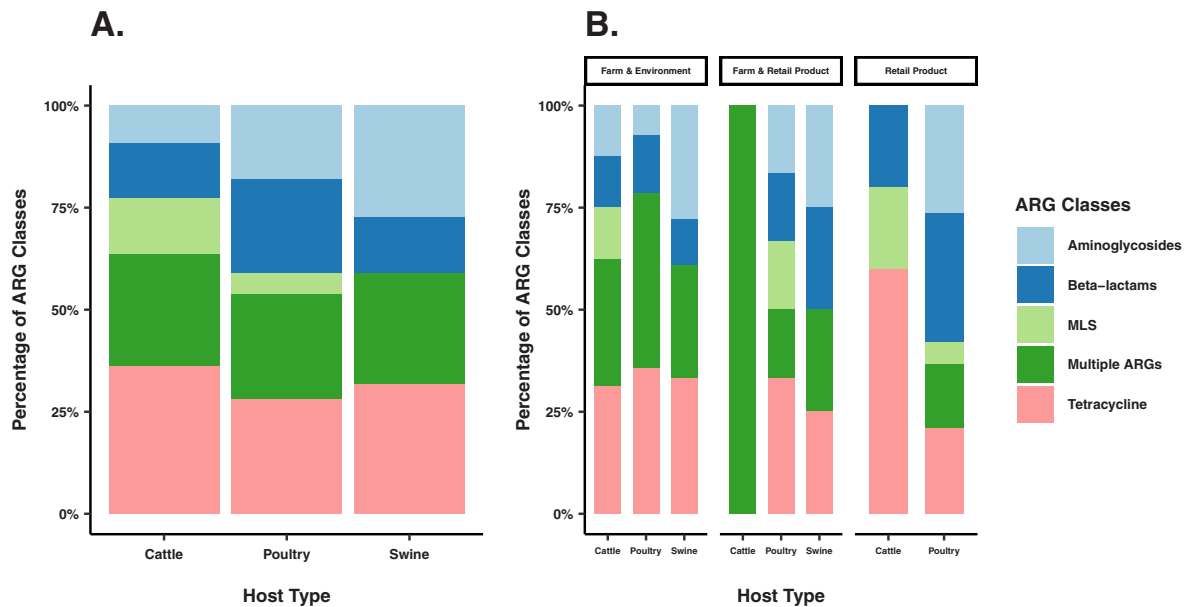 A.
Percentage of ARG Classes
100%
75%
50%
25%
0%
Cattle Poultry Swine
Host Type
B.
Farm & Environment Farm & Retail Product Retail Product
Percentage of ARG Classes
100%
75%
50%
25%
0%
Cattle Poultry Swine Cattle Poultry Swine Cattle Poultry
Host Type
ARG Classes
Aminoglycosides
Beta−lactams
MLS
Multiple ARGs
Tetracycline